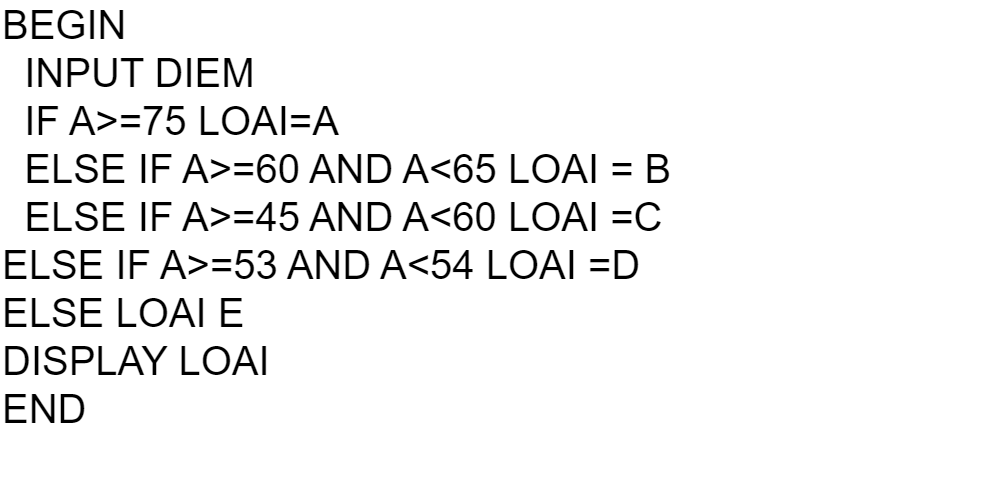 BEGIN
INPUT DIEM
IF A>=75 LOAI=A
ELSE IF A>=60 AND A<65 LOAI = B
ELSE IF A>=45 AND A<60 LOAI =C
ELSE IF A>=53 AND A<54 LOAI =D
ELSE LOAI E
DISPLAY LOAI
END